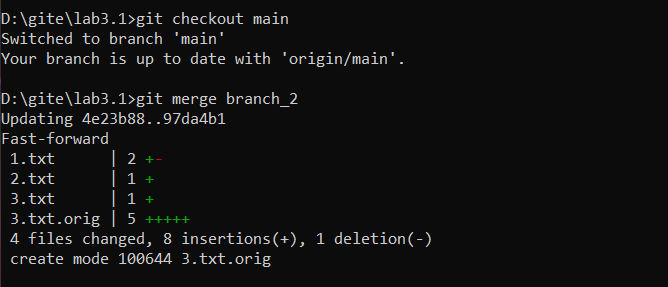 D:\gite\lab3.1>git checkout main
Switched to branch 'main'
Your branch is up to date with 'origin/main'.
D:\gite\lab3.1>git merge branch_2
Updating 4e23b88..97da4b1
Fast-forward
1.txt | 2 +-
2.txt | 1 +
3.txt | 1 +
3.txt.orig | 5 +++++
4 files changed, 8 insertions(+), 1 deletion(-)
create mode 100644 3.txt.orig